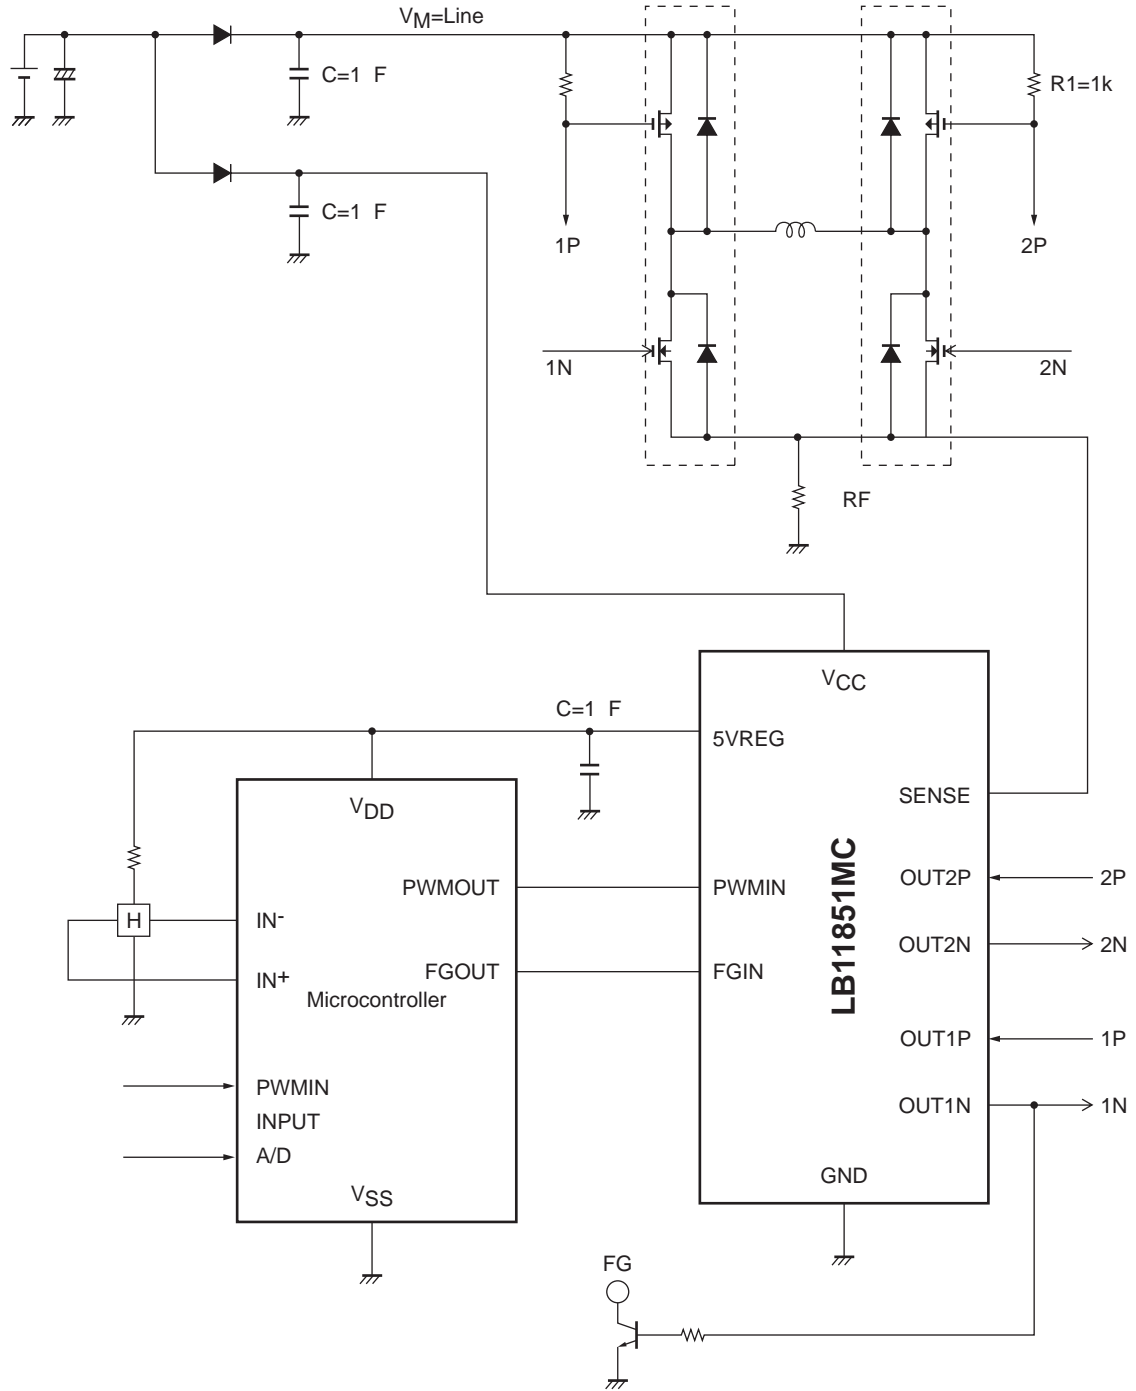 VM=Line
C=1 F
R1=1k
C=1 F
1P
2P
1N
2N
RF
VCC
C=1 F
5VREG
VDD
SENSE
LB11851MC
OUT2P
2P
PWMOUT
PWMIN
H
IN-
OUT2N
2N
IN+
FGOUT
FGIN
Microcontroller
OUT1P
1P
PWMIN
OUT1N
1N
INPUT
A/D
GND
VSS
FG